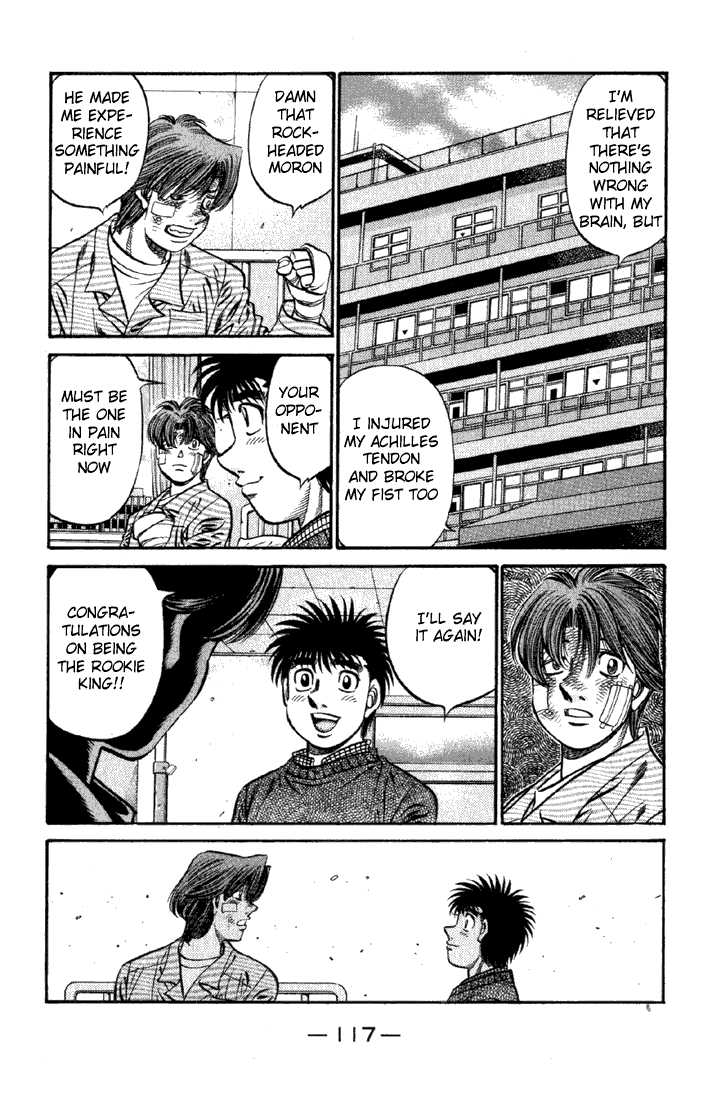 I'M
RELIEVED
THAT
THERE'S
NOTHING
WRONG
WITH MY
BRAIN, BUT
I INJURED
MY ACHILLES
TENDON
AND BROKE
MY FIST TOO
DAMN
THAT
ROCK-
HEADED
MORON
HE MADE
ME EXPE-
RIENCE
SOMETHING
PAINFUL!
YOUR
OPPO-
NENT
MUST BE
THE ONE
IN PAIN
RIGHT
NOW
I'LL SAY
IT AGAIN!
CONGRA-
TULATIONS
ON BEING
THE ROOKIE
KING!!
— 117 —